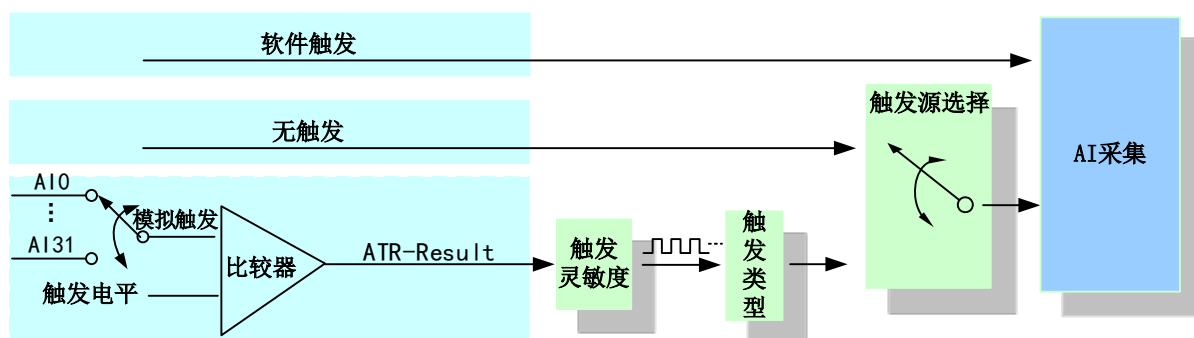 软件触发
无触发
触发源选择
AI采集
AI0
⋮
AI31
模拟触发
触发电平
比较器
ATR-Result
触发
灵敏度
触
发
类
型